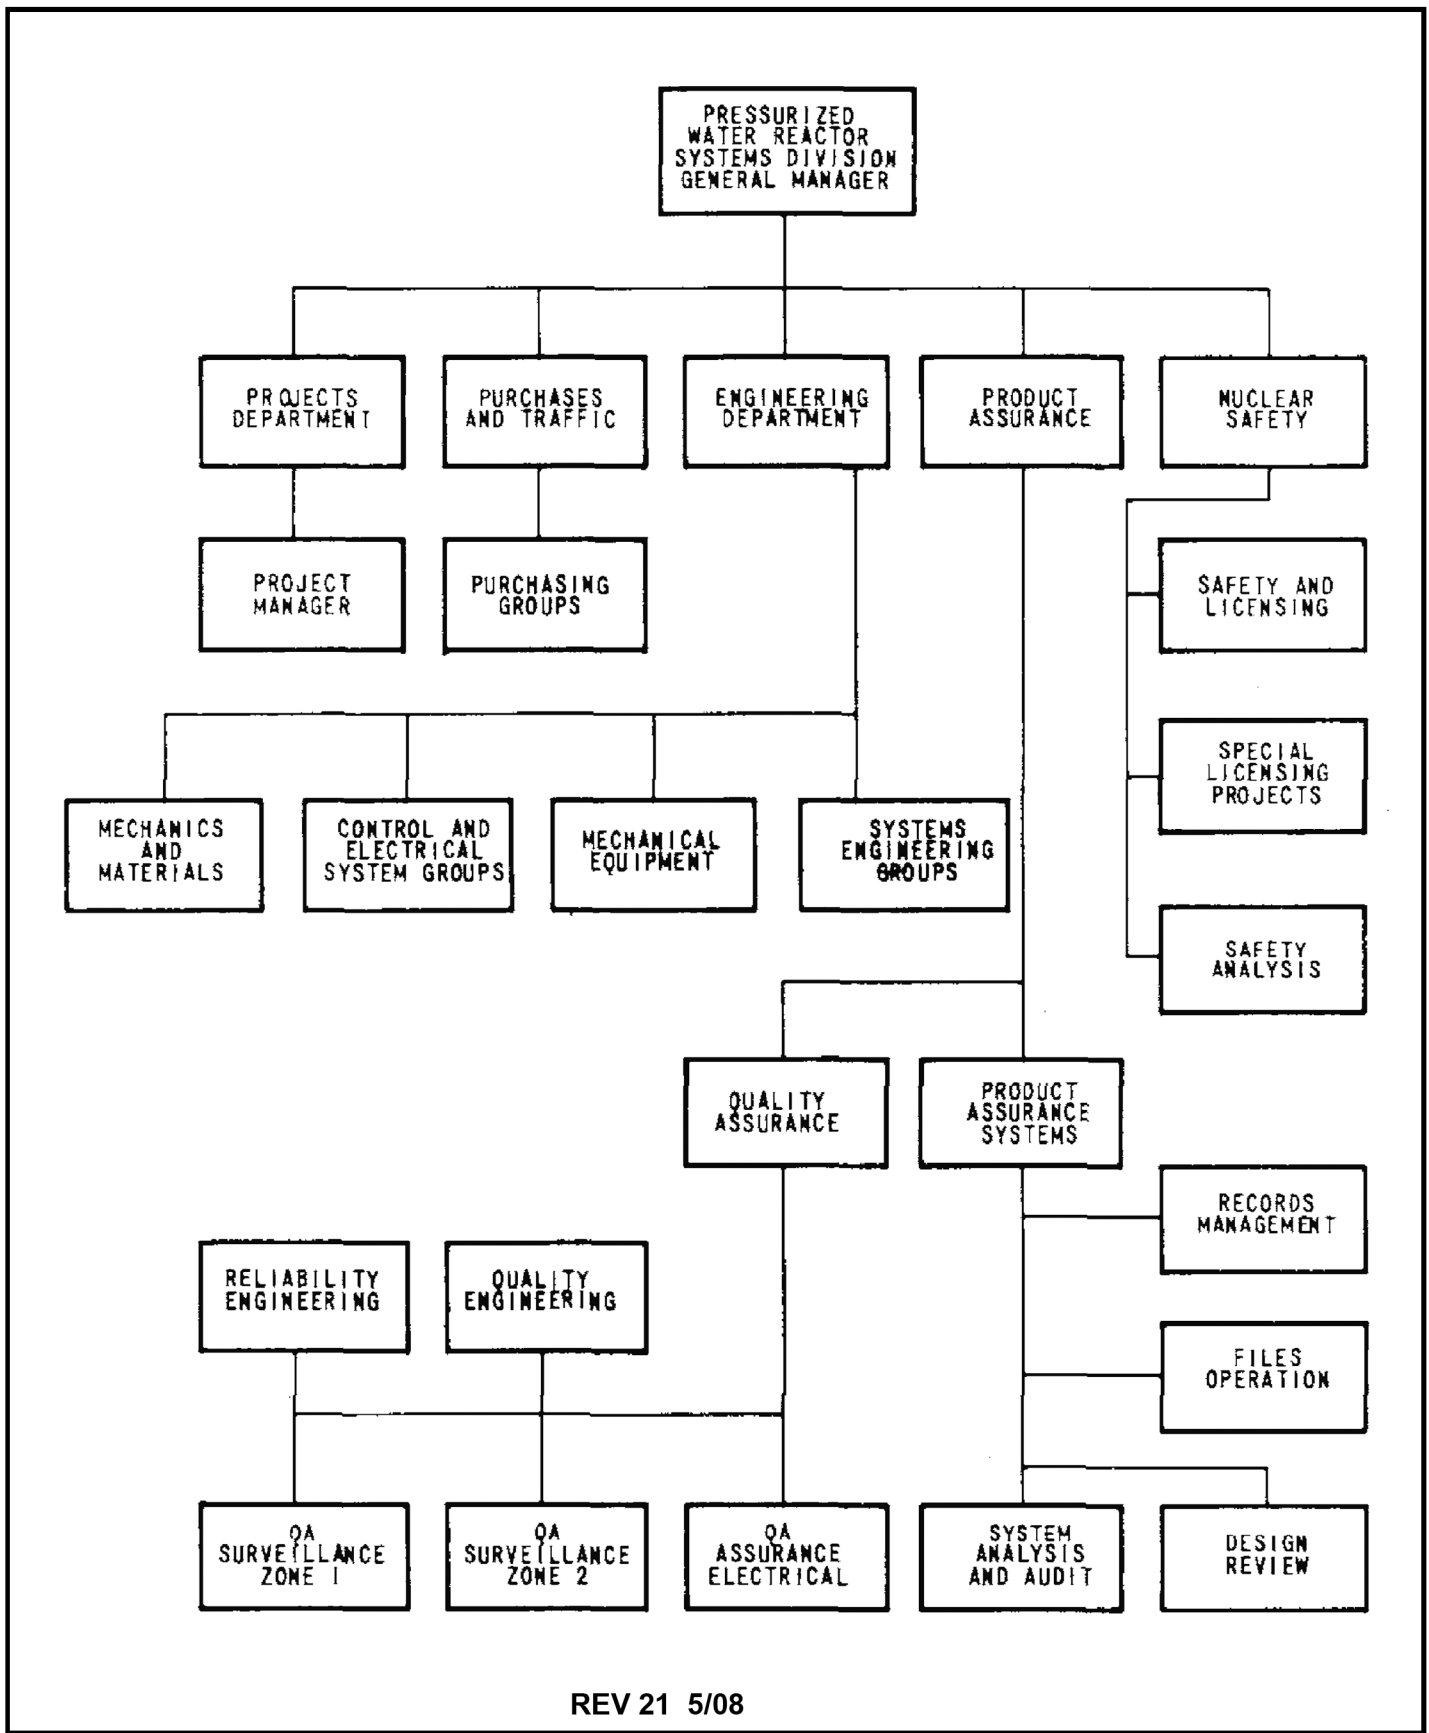 PRESSURIZED
WATER REACTOR
SYSTEMS DIVISION
GENERAL MANAGER
PROJECTS
DEPARTMENT
PURCHASES
AND TRAFFIC
ENGINEERING
DEPARTMENT
PRODUCT
ASSURANCE
NUCLEAR
SAFETY
PROJECT
MANAGER
PURCHASING
GROUPS
SAFETY AND
LICENSING
SPECIAL
LICENSING
PROJECTS
MECHANICS
AND
MATERIALS
CONTROL AND
ELECTRICAL
SYSTEM GROUPS
MECHANICAL
EQUIPMENT
SYSTEMS
ENGINEERING
GROUPS
SAFETY
ANALYSIS
QUALITY
ASSURANCE
PRODUCT
ASSURANCE
SYSTEMS
RECORDS
MANAGEMENT
RELIABILITY
ENGINEERING
QUALITY
ENGINEERING
FILES
OPERATION
QA
SURVEILLANCE
ZONE 1
QA
SURVEILLANCE
ZONE 2
QA
ASSURANCE
ELECTRICAL
SYSTEM
ANALYSIS
AND AUDIT
DESIGN
REVIEW
REV 21 5/08